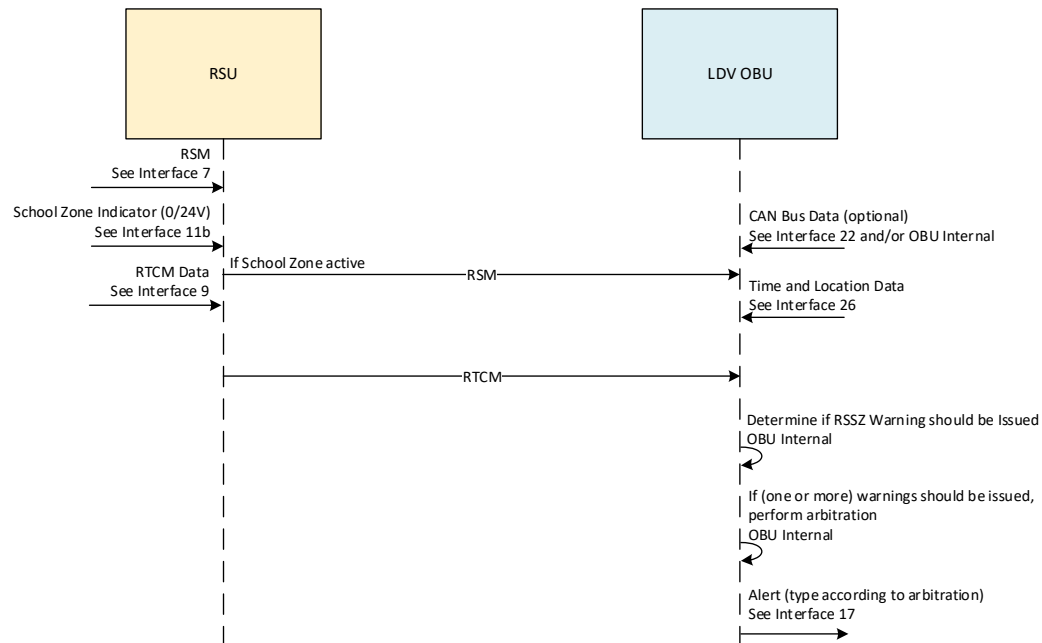 RSU
LDV OBU
RSM
See Interface 7
School Zone Indicator (0/24V)
See Interface 11b
CAN Bus Data (optional)
See Interface 22 and/or OBU Internal
If School Zone active
RSM
RTCM Data
See Interface 9
Time and Location Data
See Interface 26
RTCM
Determine if RSSZ Warning should be Issued
OBU Internal
If (one or more) warnings should be issued,
perform arbitration
OBU Internal
Alert (type according to arbitration)
See Interface 17